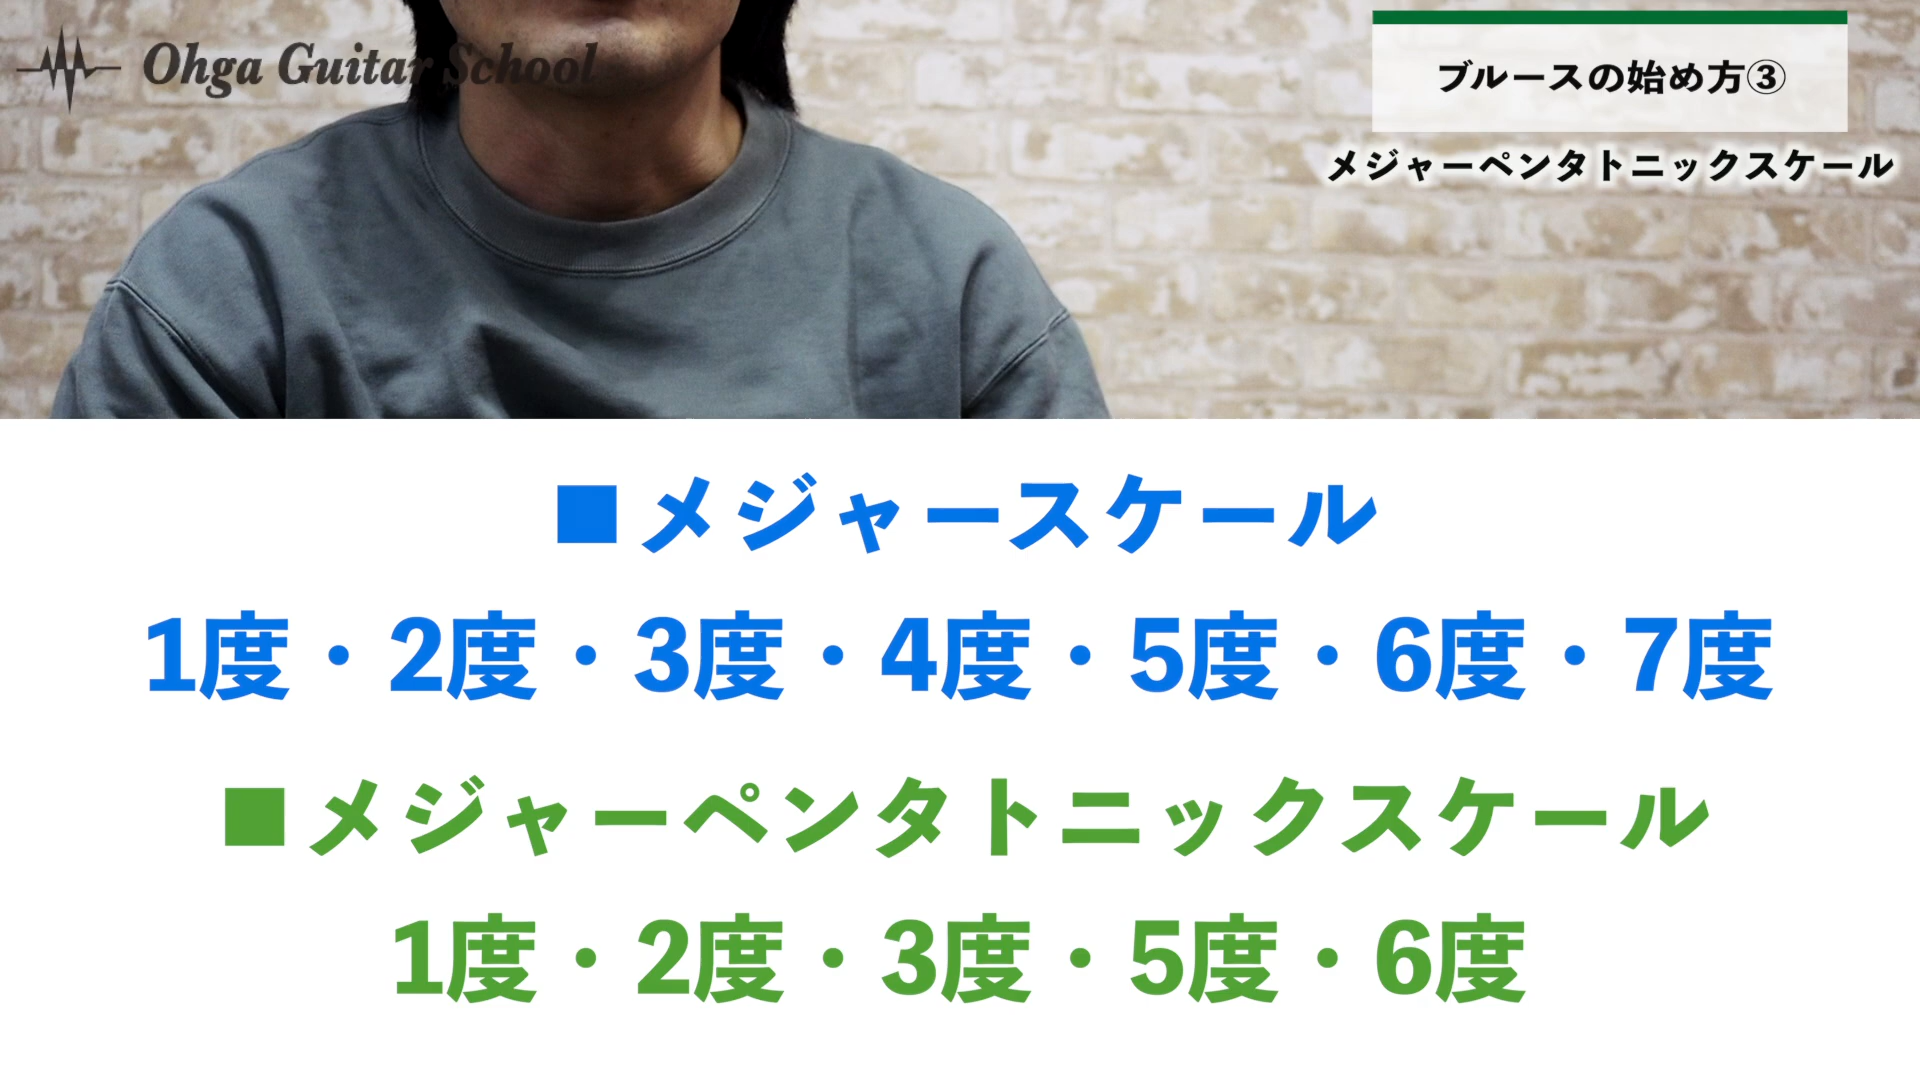 Ohga Guitar School
ブルースの始め方③
メジャーペンタトニックスケール
■メジャースケール
1度・2度・3度・4度・5度・6度・7度
■メジャーペンタトニックスケール
1度・2度・3度・5度・6度